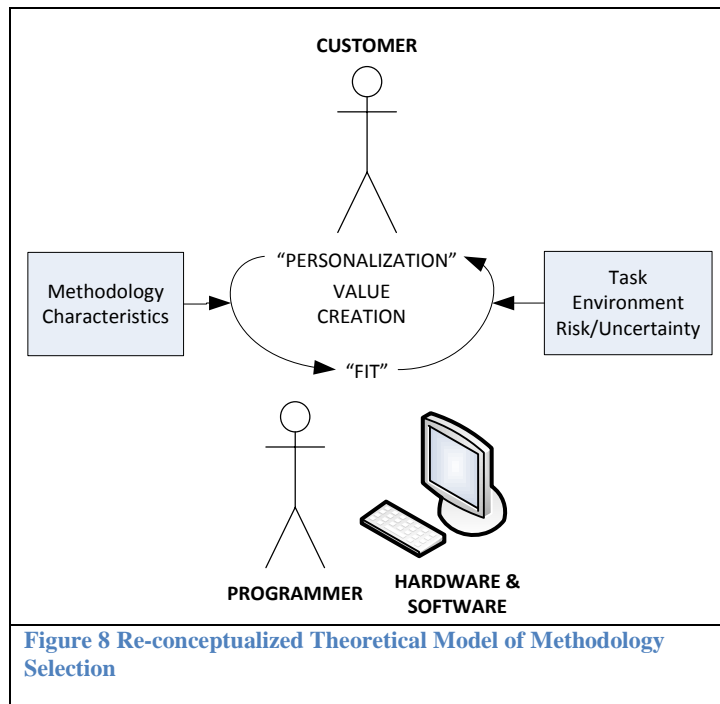 CUSTOMER
"PERSONALIZATION"
VALUE
CREATION
"FIT"
Methodology
Characteristics
Task
Environment
Risk/Uncertainty
PROGRAMMER
HARDWARE &
SOFTWARE
Figure 8 Re-conceptualized Theoretical Model of Methodology
Selection